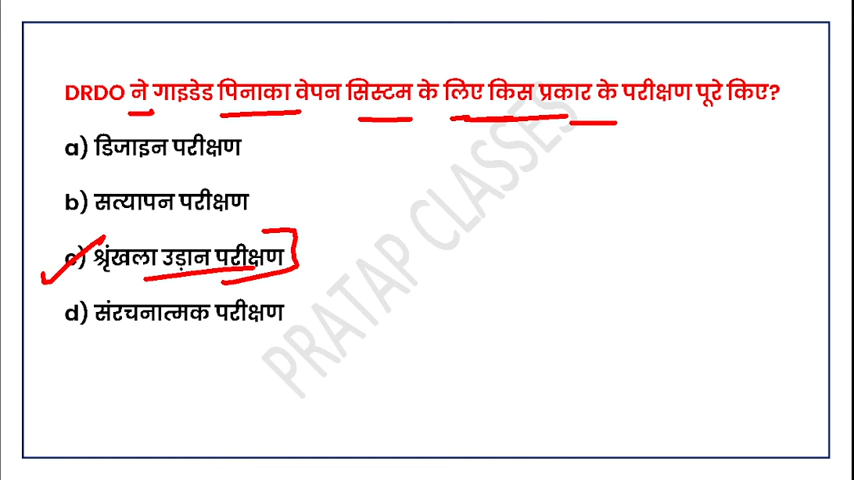 DRDO ने गाइडेड पिनाका वेपन सिस्टम के लिए किस प्रकार के परीक्षण पूरे किए?
a) डिजाइन परीक्षण
b) सत्यापन परीक्षण
c) श्रृंखला उड़ान परीक्षण
d) संरचनात्मक परीक्षण
PRATAP CLASSES